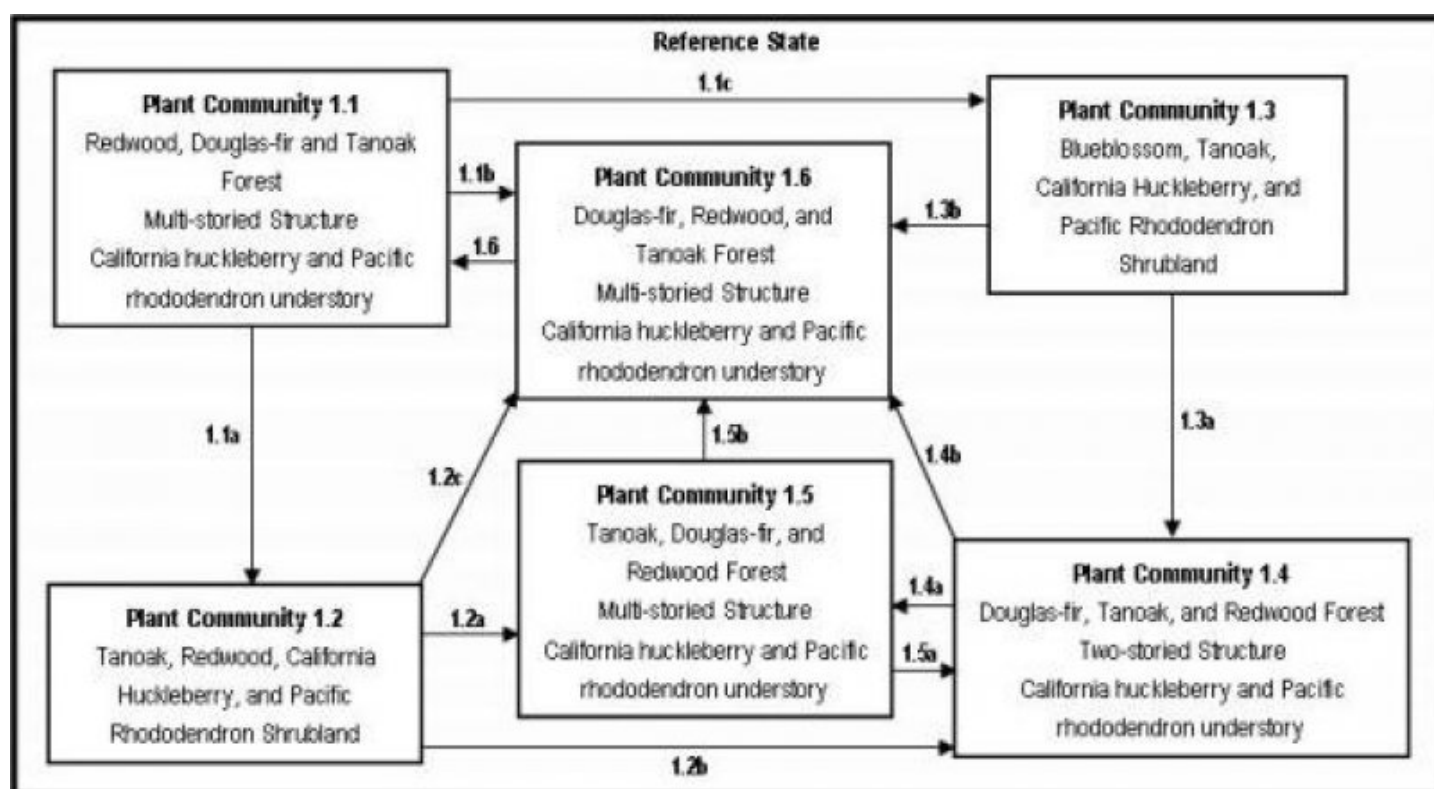 Reference State
Plant Community 1.1
Redwood, Douglas-fir and Tanoak
Forest
Multi-storied Structure
California huckleberry and Pacific
rhododendron understory
1.1c
Plant Community 1.3
Blueblossom, Tanoak,
California Huckleberry, and
Pacific Rhododendron
Shrubland
1.1b
1.6
Plant Community 1.6
Douglas-fir, Redwood, and
Tanoak Forest
Multi-storied Structure
California huckleberry and Pacific
rhododendron understory
1.3b
1.1a
1.2c
1.5b
1.4b
1.3a
Plant Community 1.2
Tanoak, Redwood, California
Huckleberry, and Pacific
Rhododendron Shrubland
1.2a
Plant Community 1.5
Tanoak, Douglas-fir, and
Redwood Forest
Multi-storied Structure
California huckleberry and Pacific
rhododendron understory
1.4a
1.5a
Plant Community 1.4
Douglas-fir, Tanoak, and Redwood Forest
Two-storied Structure
California huckleberry and Pacific
rhododendron understory
1.2b